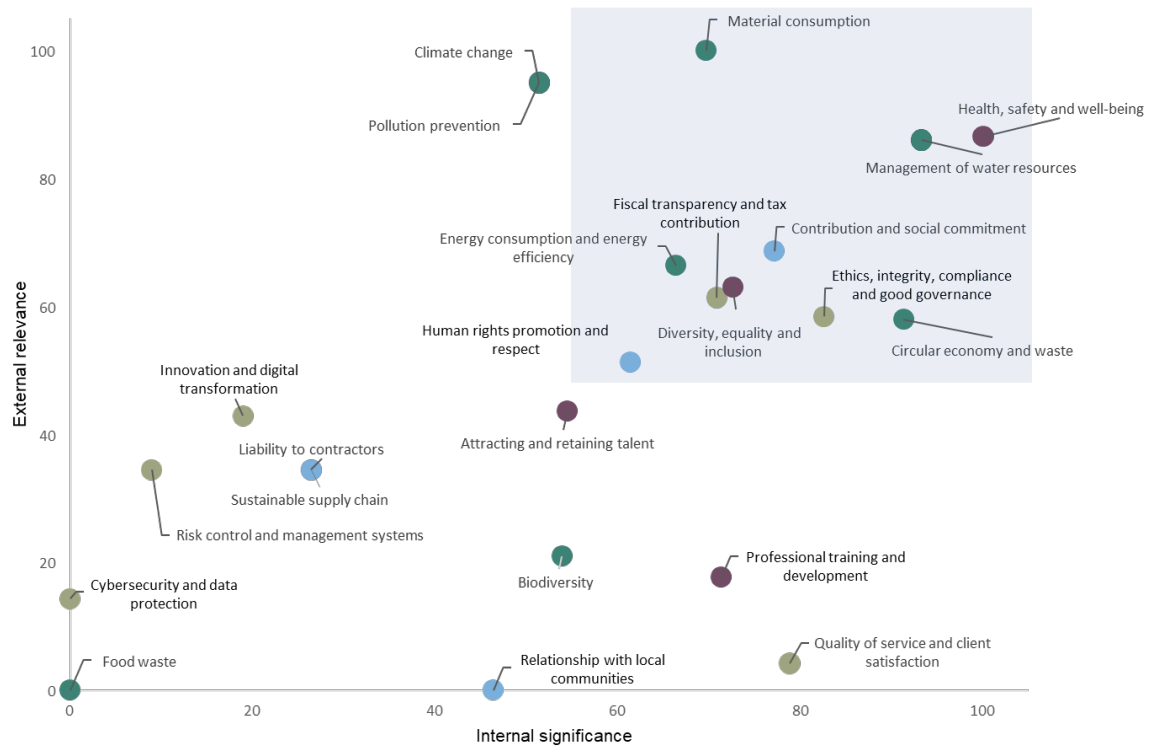 Material consumption
100
Climate change
Health, safety and well-being
Pollution prevention
Management of water resources
80
Fiscal transparency and tax
contribution
Contribution and social commitment
Energy consumption and energy
efficiency
Ethics, integrity, compliance
and good governance
60
Human rights promotion and
respect
Diversity, equality and
inclusion
Circular economy and waste
External relevance
Innovation and digital
transformation
40
Attracting and retaining talent
Liability to contractors
Sustainable supply chain
Risk control and management systems
20
Biodiversity
Professional training and
development
Cybersecurity and data
protection
Quality of service and client
satisfaction
Food waste
Relationship with local
communities
0
0
20
40
60
80
100
Internal significance